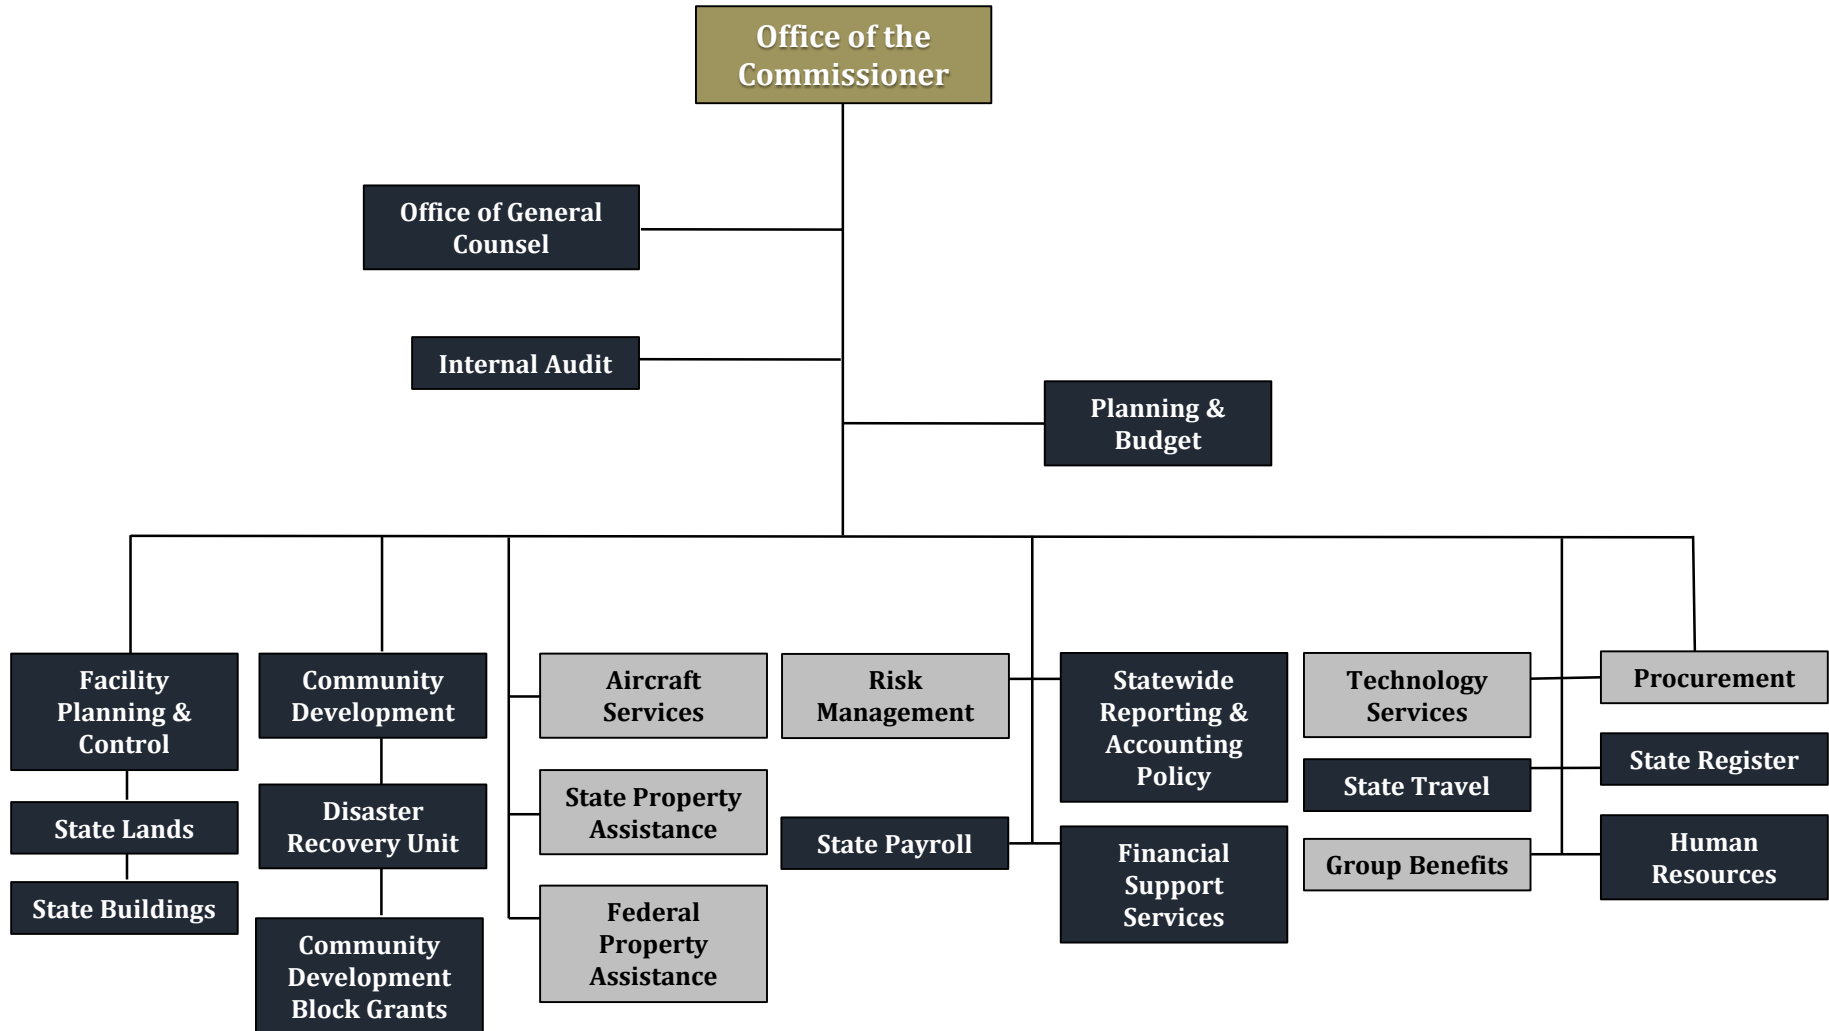 Office of the
Commissioner
Office of General
Counsel
Internal Audit
Planning &
Budget
Facility
Planning &
Control
State Lands
State Buildings
Community
Development
Disaster
Recovery Unit
Community
Development
Block Grants
Aircraft
Services
State Property
Assistance
Federal
Property
Assistance
Risk
Management
State Payroll
Statewide
Reporting &
Accounting
Policy
Financial
Support
Services
Technology
Services
State Travel
Group Benefits
Procurement
State Register
Human
Resources